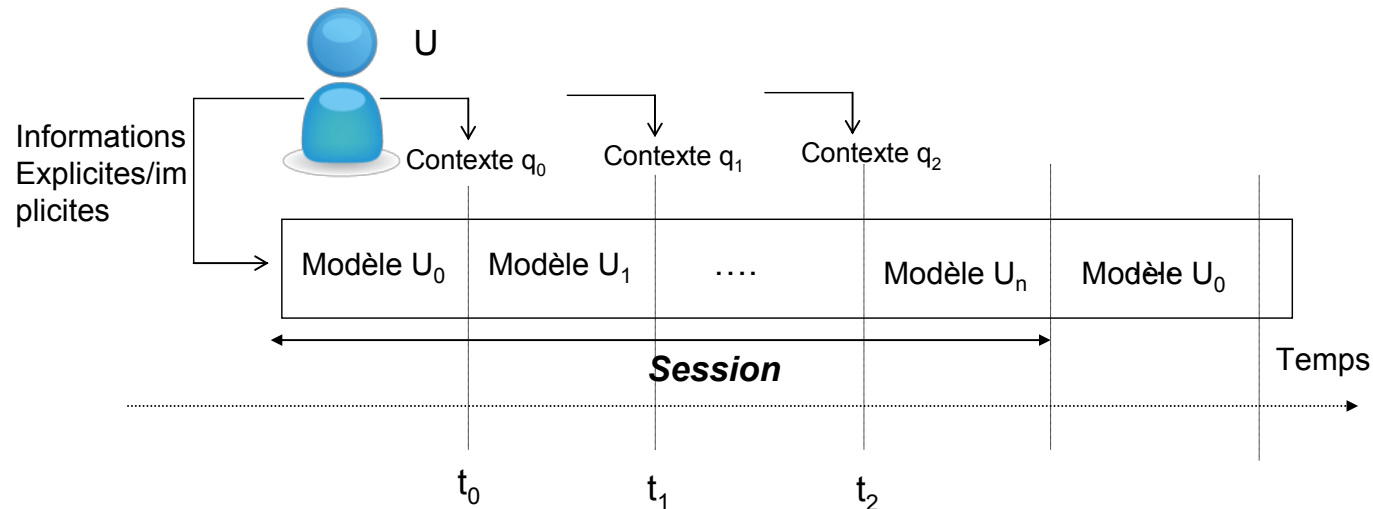 U
Informations
Explicites/im
plicites
Contexte q0
Contexte q1
Contexte q2
Modèle U0
Modèle U1
....
Modèle Un
Modèle U0
....
Session
Temps
t0
t1
t2